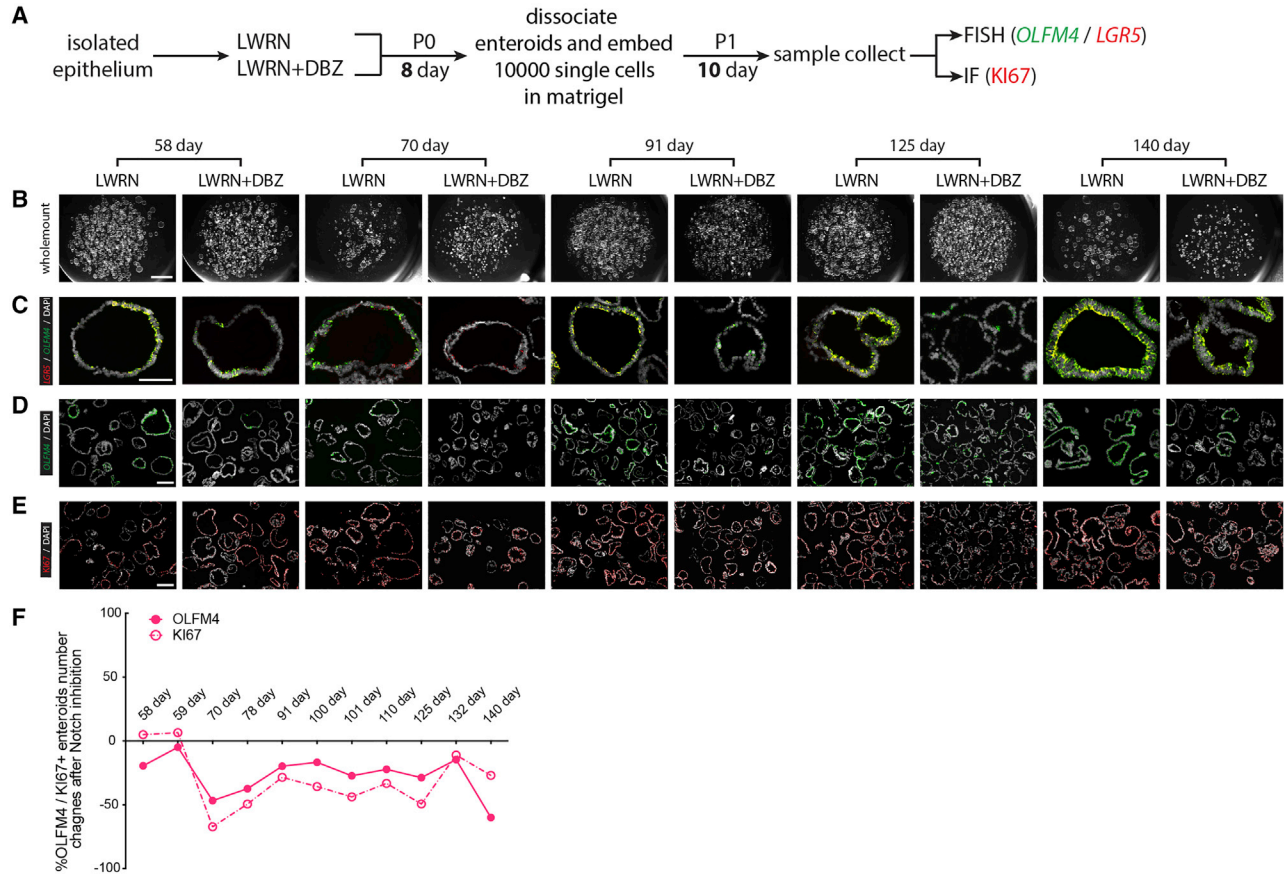 A
isolated
epithelium
LWRN
LWRN+DBZ
P0
8 day
dissociate
enteroids and embed
10000 single cells
in matrigel
P1
10 day
sample collect
FISH (OLFM4 / LGR5)
IF (KI67)
58 day
70 day
91 day
125 day
140 day
LWRN
LWRN+DBZ
LWRN
LWRN+DBZ
LWRN
LWRN+DBZ
LWRN
LWRN+DBZ
LWRN
LWRN+DBZ
B
wholemount
C
LGR5 / OLFM4 / DAPI
D
OLFM4 / DAPI
E
KI67 / DAPI
F
%OLFM4 / KI67+ enteroids number
chagnes after Notch inhibition
100
50
0
-50
-100
OLFM4
KI67
58 day
59 day
70 day
78 day
91 day
100 day
101 day
110 day
125 day
132 day
140 day